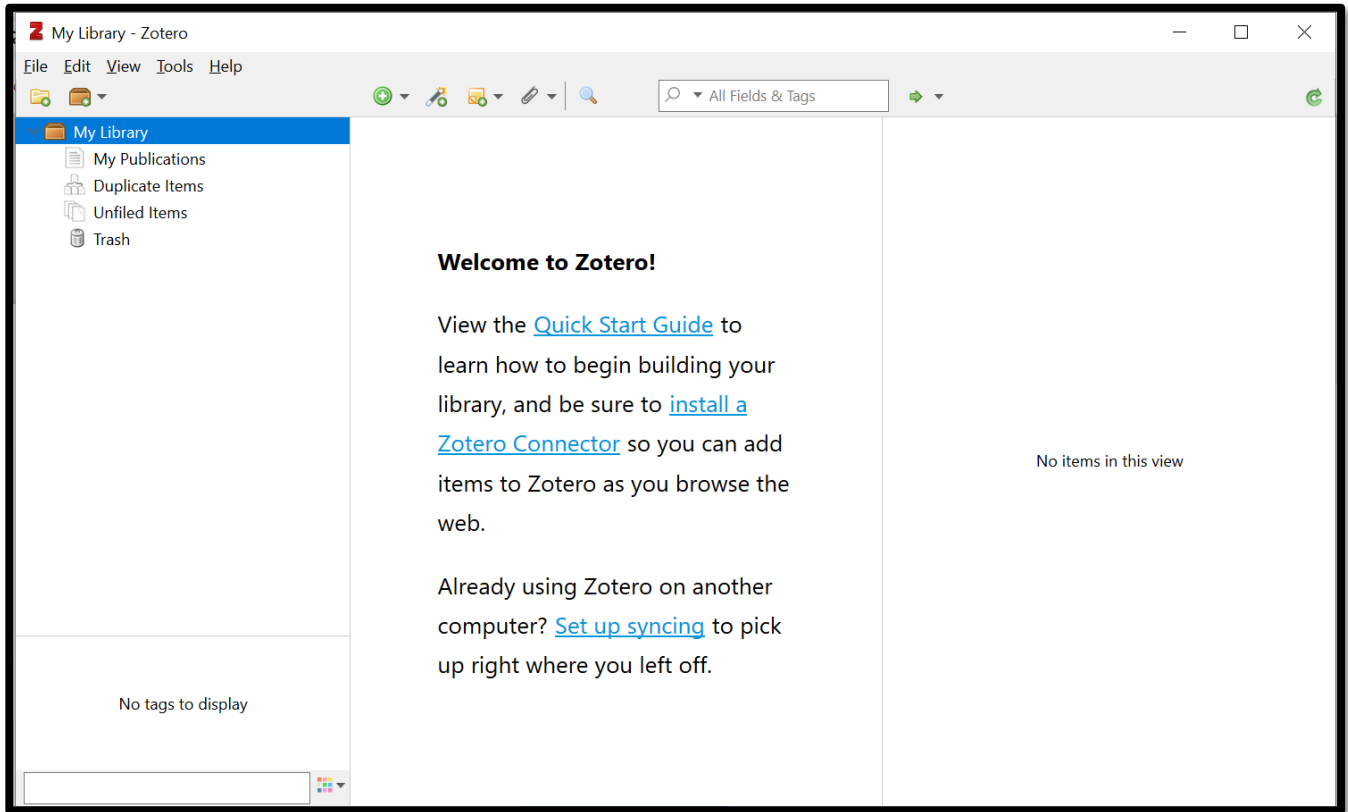 My Library - Zotero
File Edit View Tools Help
All Fields & Tags
My Library
My Publications
Duplicate Items
Unfiled Items
Trash
No tags to display
Welcome to Zotero!
View the Quick Start Guide to
learn how to begin building your
library, and be sure to install a
Zotero Connector so you can add
items to Zotero as you browse the
web.
Already using Zotero on another
computer? Set up syncing to pick
up right where you left off.
No items in this view